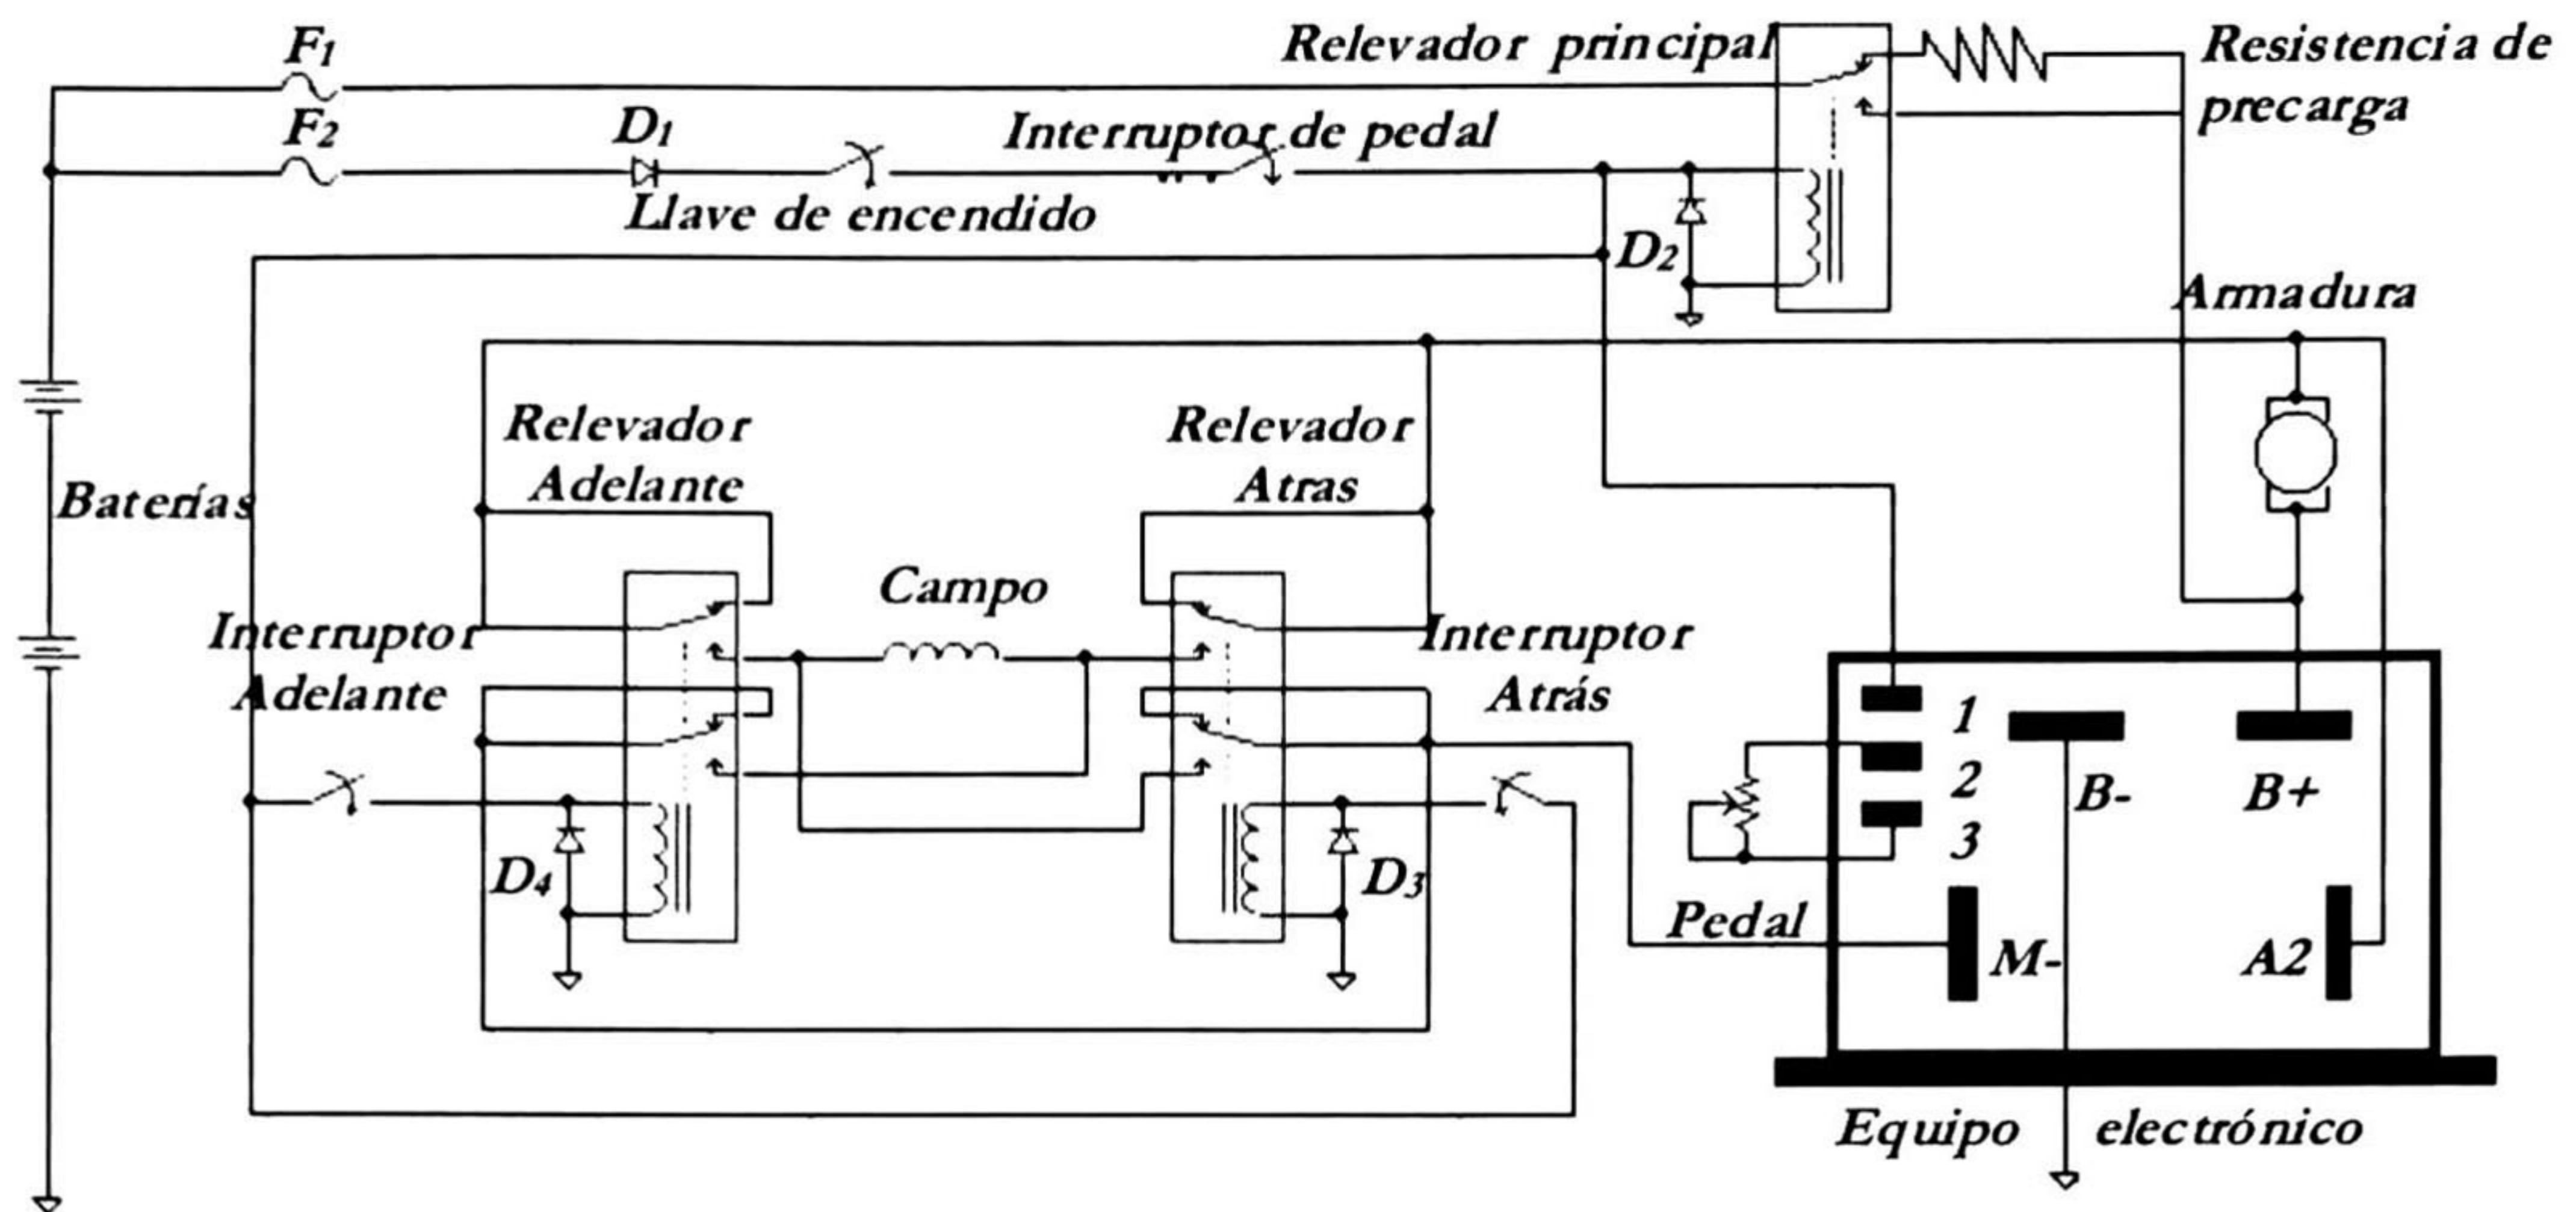 F1
Relevador principal
Resistencia de
precarga
F2
D1
Interruptor de pedal
Llave de encendido
D2
Armadura
Relevador
Adelante
Relevador
Atras
Baterías
Campo
Interruptor
Adelante
Interruptor
Atrás
1
2
3
B-
B+
D4
D3
Pedal
M-
A2
Equipo electrónico